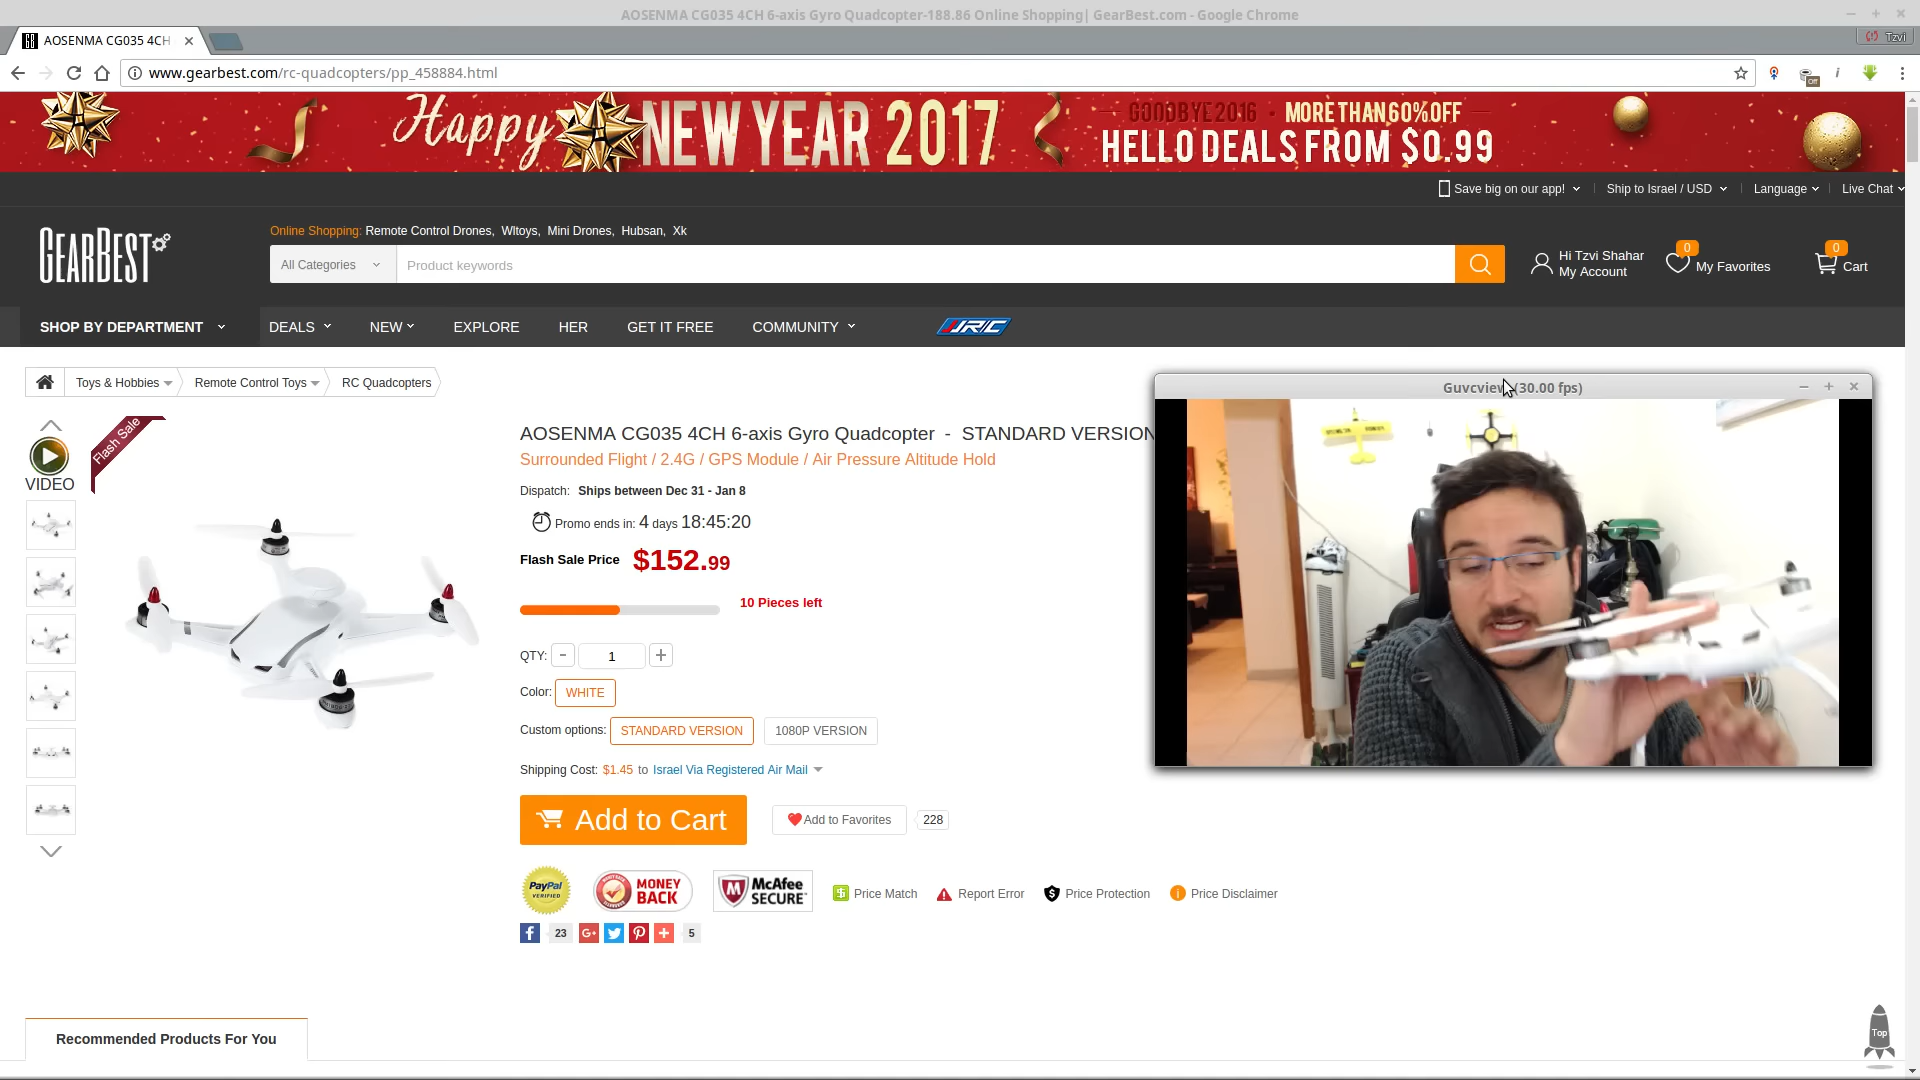 AOSENMA CG035 4CH 6-axis Gyro Quadcopter-188.86 Online Shopping| GearBest.com - Google Chrome
AOSENMA CG035 4CH
Tzvi
www.gearbest.com/rc-quadcopters/pp_458884.html
Off
Happy NEW YEAR 2017
GOODBYE 2016 · MORE THAN 60% OFF
HELLO DEALS FROM $0.99
Save big on our app!
Ship to Israel / USD
Language
Live Chat
GEARBEST
Online Shopping: Remote Control Drones, Wltoys, Mini Drones, Hubsan, Xk
All Categories
Product keywords
Hi Tzvi Shahar
My Account
0
My Favorites
0
Cart
SHOP BY DEPARTMENT
DEALS
NEW
EXPLORE
HER
GET IT FREE
COMMUNITY
JJRC
Toys & Hobbies
Remote Control Toys
RC Quadcopters
Guvcview (30.00 fps)
VIDEO
Flash Sale
AOSENMA CG035 4CH 6-axis Gyro Quadcopter - STANDARD VERSION
Surrounded Flight / 2.4G / GPS Module / Air Pressure Altitude Hold
Dispatch: Ships between Dec 31 - Jan 8
Promo ends in: 4 days 18:45:20
Flash Sale Price $152.99
10 Pieces left
QTY: - 1 +
Color: WHITE
Custom options: STANDARD VERSION 1080P VERSION
Shipping Cost: $1.45 to Israel Via Registered Air Mail
Add to Cart
Add to Favorites
228
PayPal
VERIFIED
MONEY
BACK
McAfee
SECURE
Price Match
Report Error
Price Protection
Price Disclaimer
23
G+
5
Recommended Products For You
Top